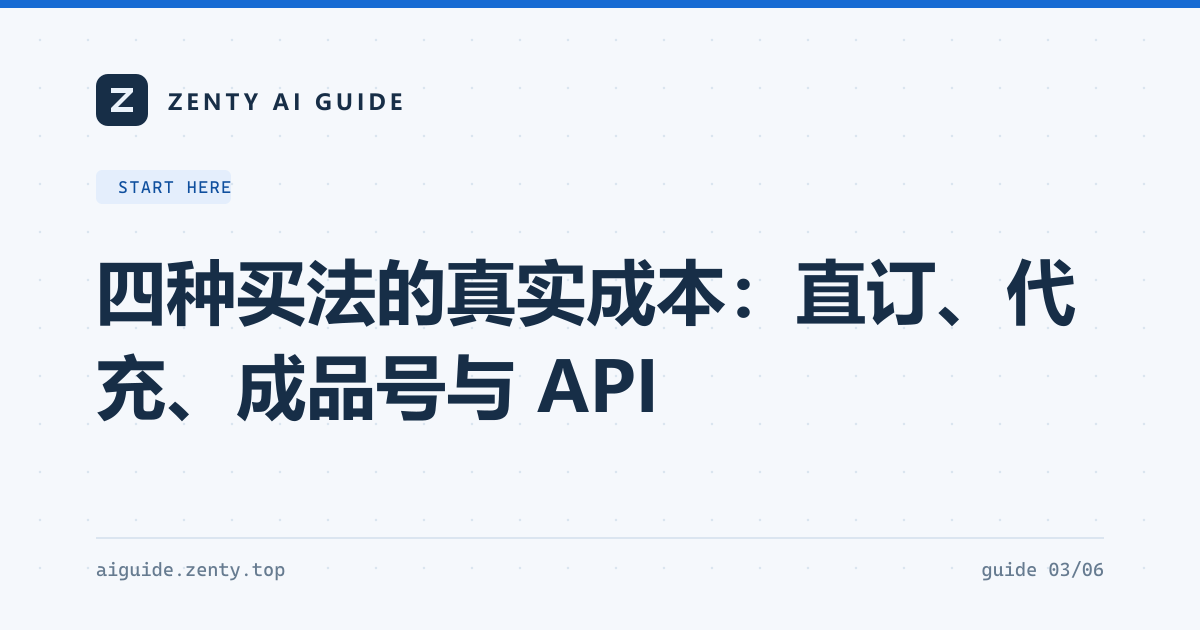 Z ZENTY AI GUIDE
START HERE
四种买法的真实成本：直订、代
充、成品号与 API
aiguide.zenty.top
guide 03/06